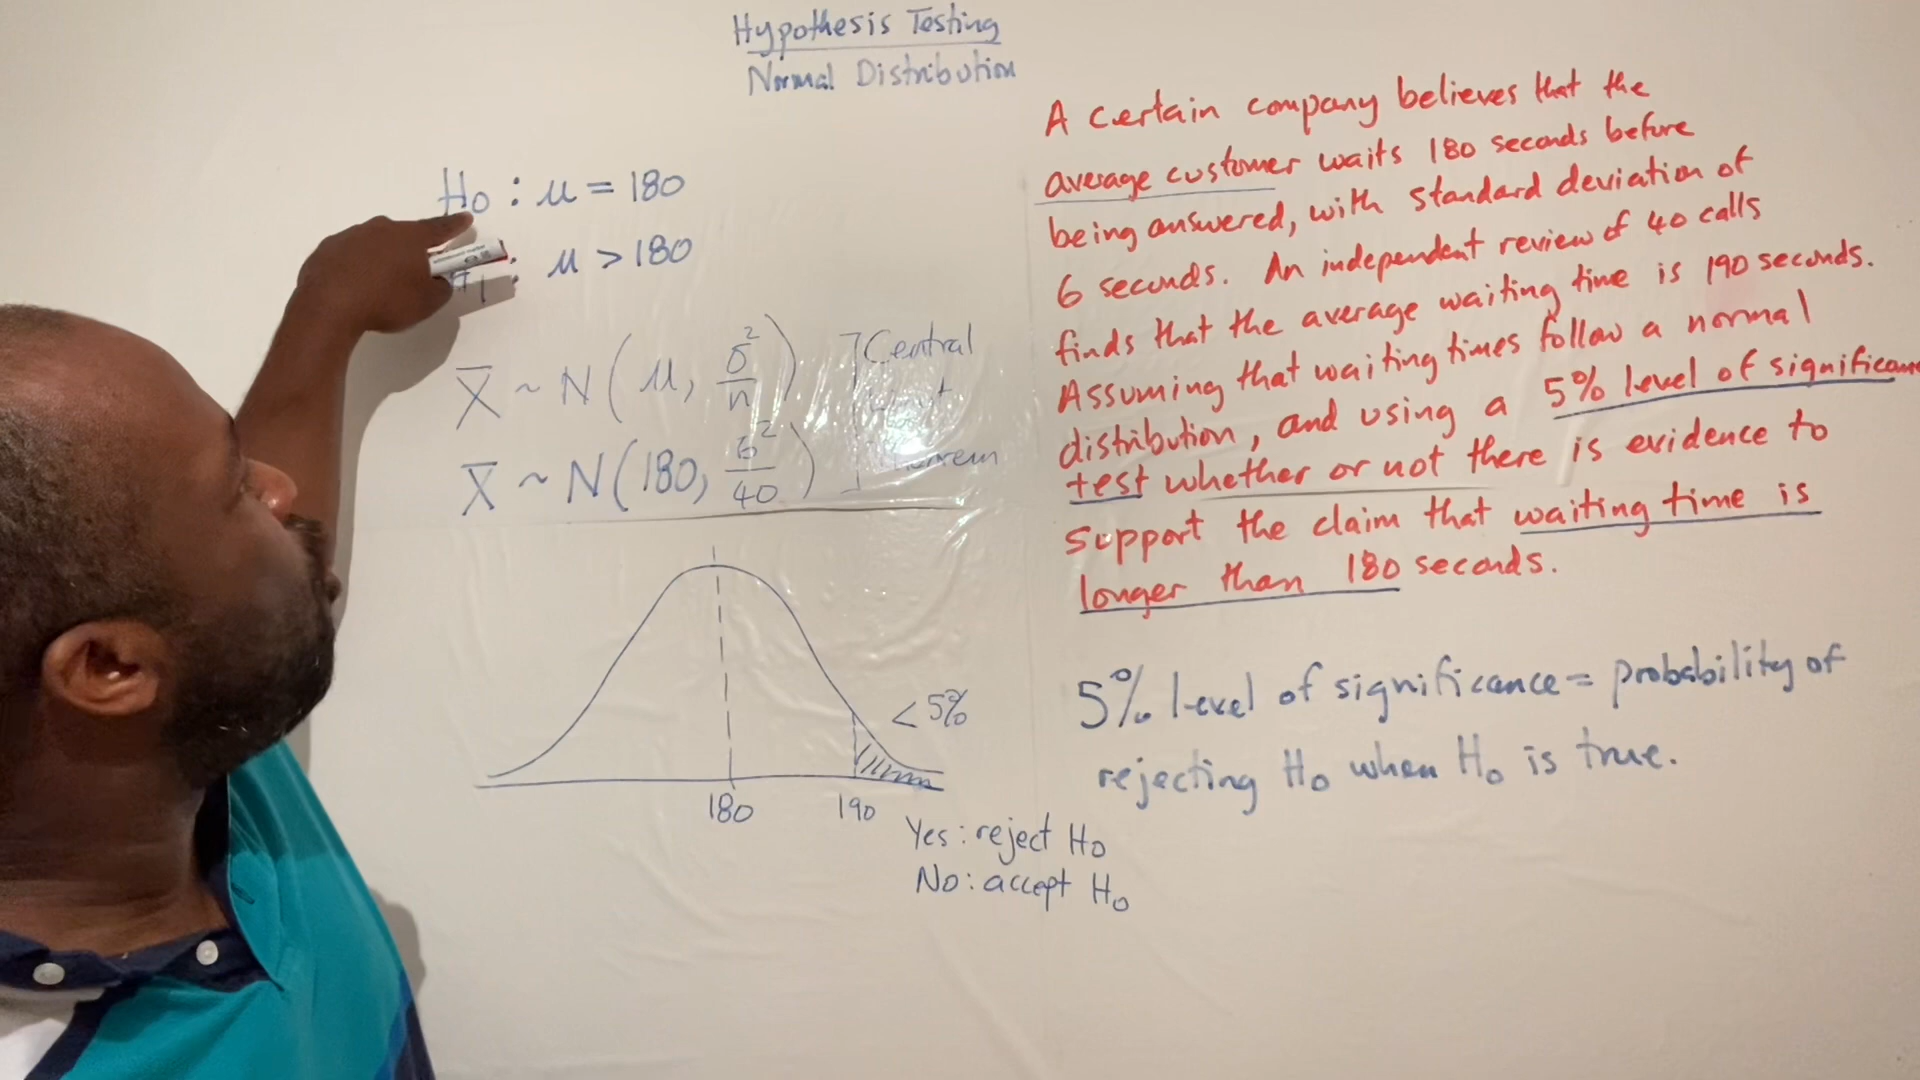 Hypothesis Testing
Normal Distribution
H0 : μ = 180
H1 : μ > 180
X̄ ~ N(μ, σ²/n) ] Central
X̄ ~ N(180, 6²/40)
180
190
< 5%
Yes: reject H0
No: accept H0
A certain company believes that the
average customer waits 180 seconds before
being answered, with standard deviation of
6 seconds. An independent review of 40 calls
finds that the average waiting time is 190 seconds.
Assuming that waiting times follow a normal
distribution, and using a 5% level of significanc
test whether or not there is evidence to
support the claim that waiting time is
longer than 180 seconds.
5% level of significance = probability of
rejecting H0 when H0 is true.